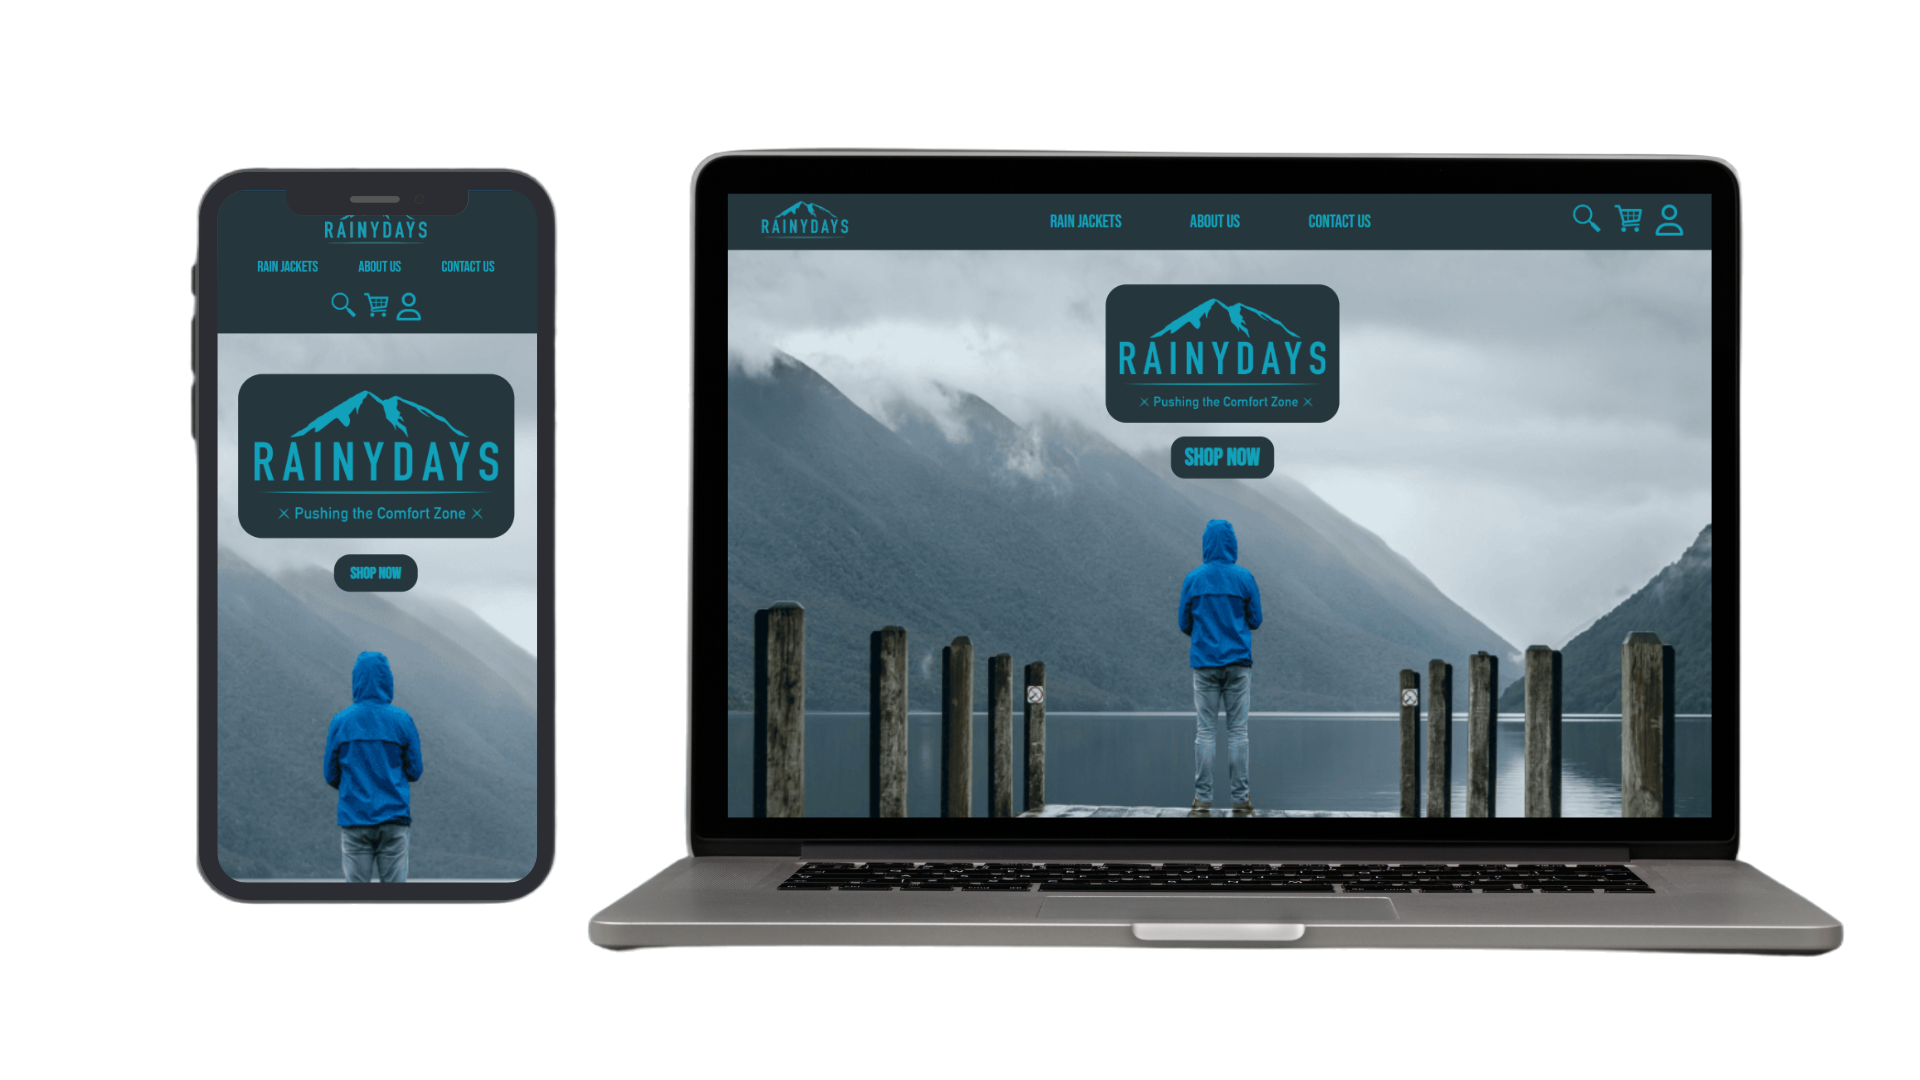 RAINYDAYS
RAIN JACKETS ABOUT US CONTACT US
RAINYDAYS
× Pushing the Comfort Zone ×
SHOP NOW
RAINYDAYS
RAIN JACKETS ABOUT US CONTACT US
RAINYDAYS
× Pushing the Comfort Zone ×
SHOP NOW